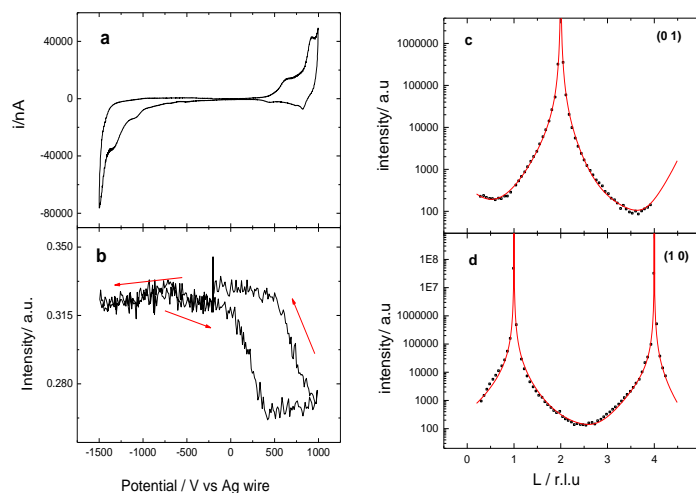 a
i/nA
40000
0
-40000
-80000
b
Intensity/ a.u.
0.350
0.315
0.280
-1500 -1000 -500 0 500 1000
Potential / V vs Ag wire
c
(0 1)
intensity/ a.u
1000000
100000
10000
1000
100
d
(1 0)
intensity/ a.u
1E8
1E7
1000000
100000
10000
1000
100
0 1 2 3 4
L / r.l.u